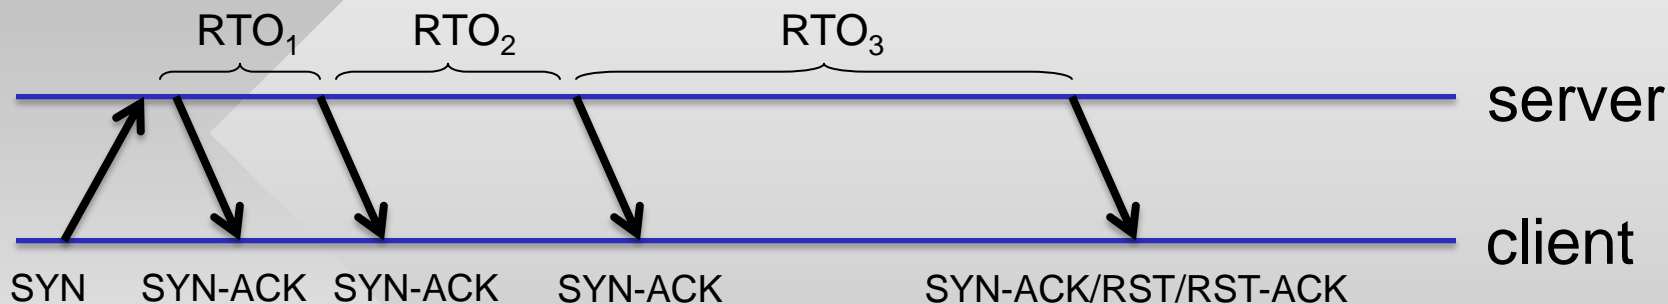 RTO₁ RTO₂ RTO₃
server
client
SYN SYN-ACK SYN-ACK SYN-ACK SYN-ACK/RST/RST-ACK